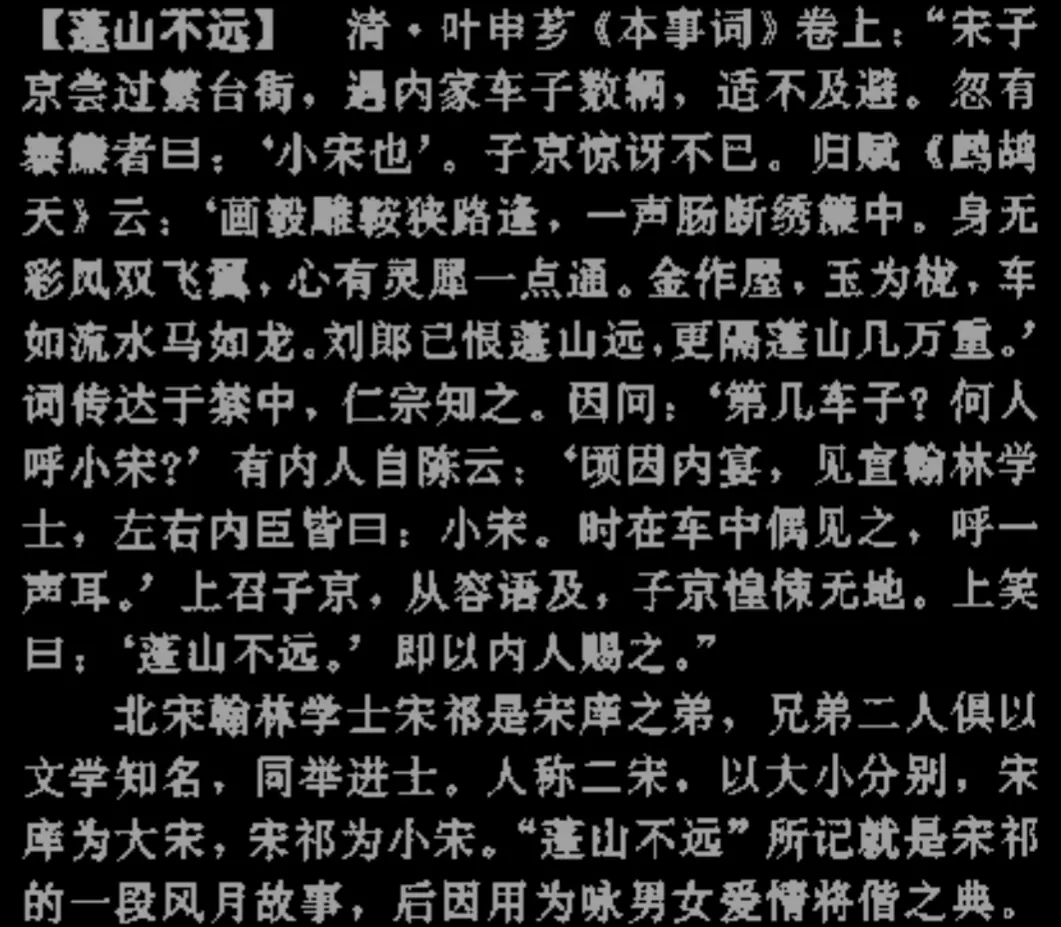 【蓬山不远】 清·叶申芗《本事词》卷上：“宋子
京尝过繁台街，遇内家车子数辆，适不及避。忽有
褰帘者曰：‘小宋也’。子京惊讶不已。归赋《鹧鸪
天》云：‘画毂雕鞍狭路逢，一声肠断绣帘中。身无
彩凤双飞翼，心有灵犀一点通。金作屋，玉为栊，车
如流水马如龙。刘郎已恨蓬山远，更隔蓬山几万重。’
词传达于禁中，仁宗知之。因问：‘第几车子？何人
呼小宋？’有内人自陈云：‘顷因内宴，见宣翰林学
士，左右内臣皆曰：小宋。时在车中偶见之，呼一
声耳。’上召子京，从容语及，子京惶悚无地。上笑
曰：‘蓬山不远。’即以内人赐之。”
北宋翰林学士宋祁是宋庠之弟，兄弟二人俱以
文学知名，同举进士。人称二宋，以大小分别，宋
庠为大宋，宋祁为小宋。“蓬山不远”所记就是宋祁
的一段风月故事，后因用为咏男女爱情将偕之典。